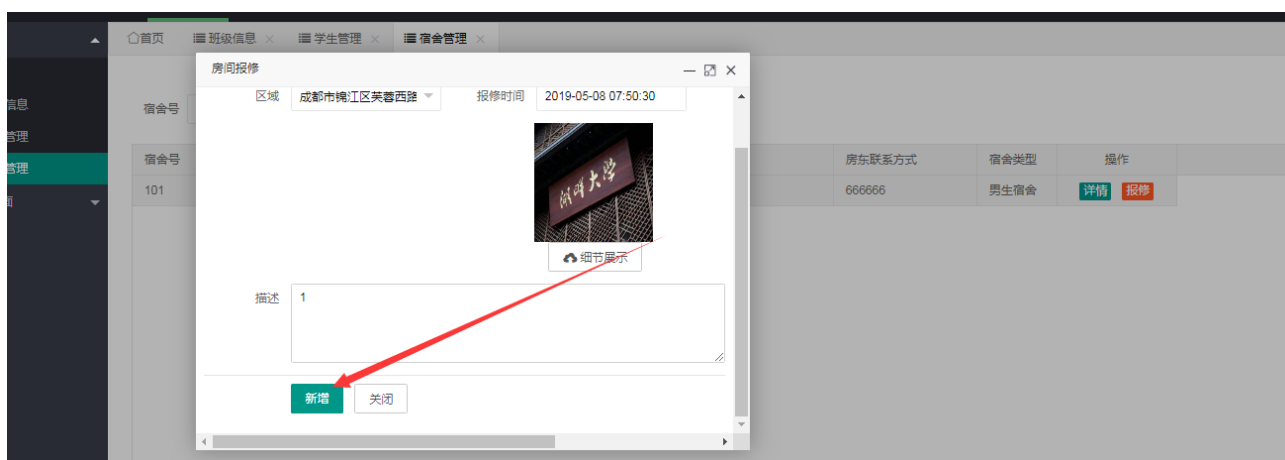 首页 班级信息 × 学生管理 × 宿舍管理 ×
房间报修
信息
管理
管理
宿舍号
区域 成都市锦江区芙蓉西路 报修时间 2019-05-08 07:50:30
宿舍号 房东联系方式 宿舍类型 操作
101 666666 男生宿舍 详情 报修
大学
细节展示
描述 1
新增 关闭